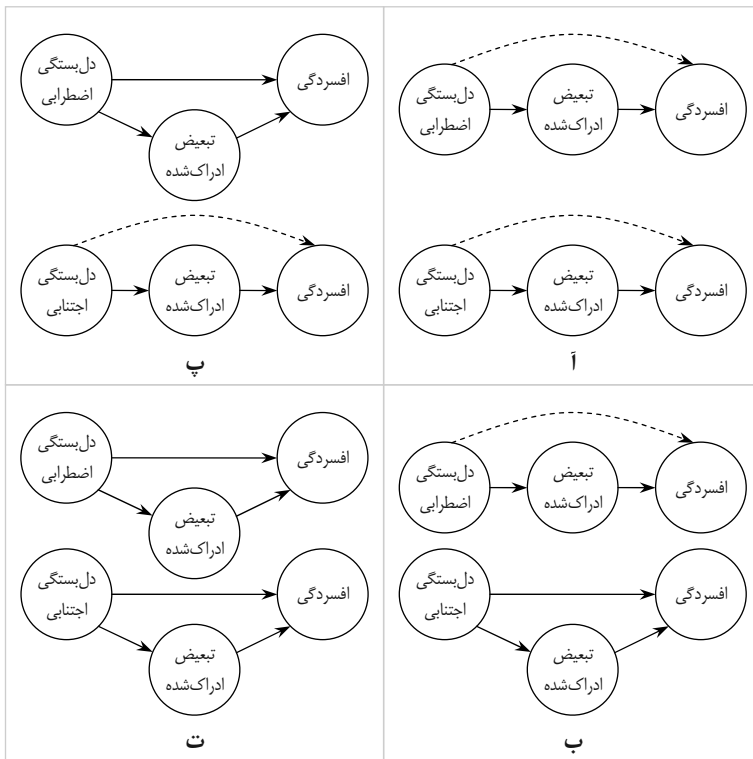 دل‌بستگی
اضطرابی
تبعیض
ادراک‌شده
افسردگی
دل‌بستگی
اجتنابی
تبعیض
ادراک‌شده
افسردگی
آ
دل‌بستگی
اضطرابی
تبعیض
ادراک‌شده
افسردگی
دل‌بستگی
اجتنابی
تبعیض
ادراک‌شده
افسردگی
پ
دل‌بستگی
اضطرابی
تبعیض
ادراک‌شده
افسردگی
دل‌بستگی
اجتنابی
تبعیض
ادراک‌شده
افسردگی
ب
دل‌بستگی
اضطرابی
تبعیض
ادراک‌شده
افسردگی
دل‌بستگی
اجتنابی
تبعیض
ادراک‌شده
افسردگی
ت